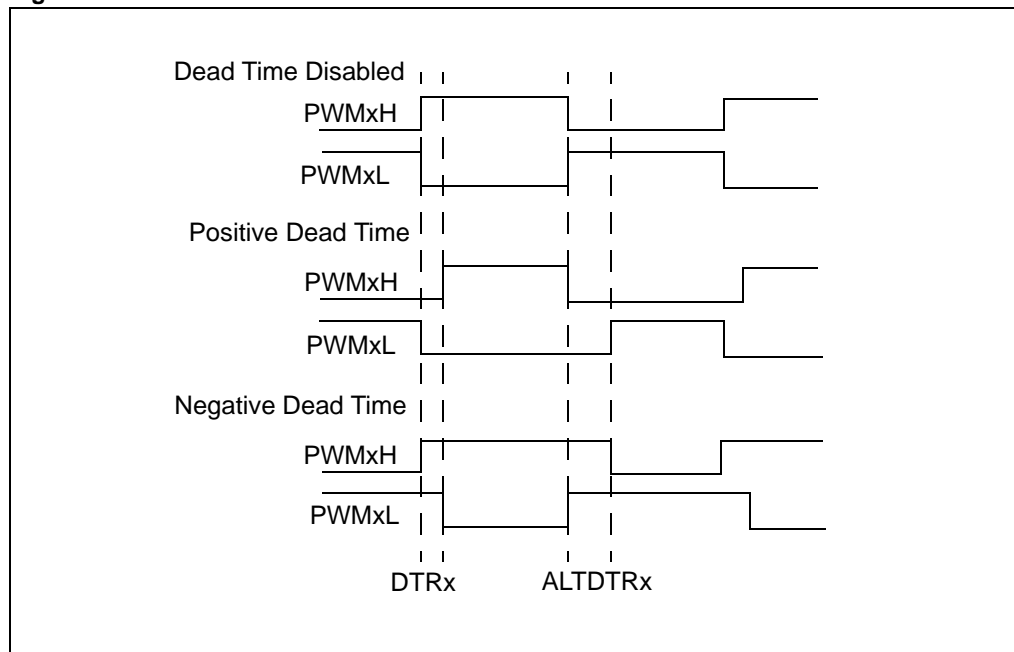 Dead Time Disabled
PWMxH
PWMxL
Positive Dead Time
PWMxH
PWMxL
Negative Dead Time
PWMxH
PWMxL
DTRx ALTDTRx